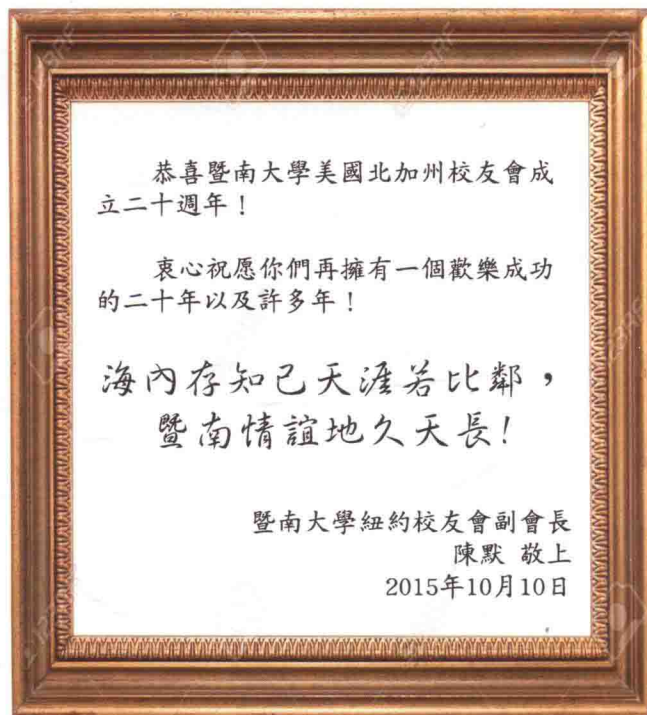 恭喜暨南大學美國北加州校友會成
立二十週年！
衷心祝愿你們再擁有一個歡樂成功
的二十年以及許多年！
海內存知己天涯若比鄰，
暨南情誼地久天長！
暨南大學紐約校友會副會長
陳默 敬上
2015年10月10日
123RF